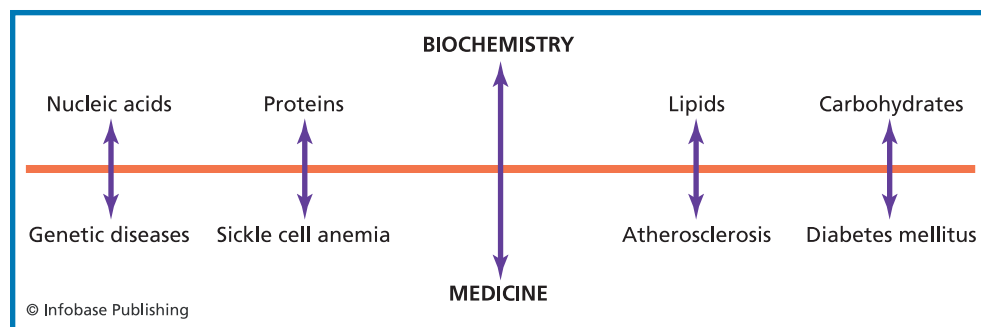 BIOCHEMISTRY
Nucleic acids
Proteins
Lipids
Carbohydrates
Genetic diseases
Sickle cell anemia
Atherosclerosis
Diabetes mellitus
MEDICINE
© Infobase Publishing